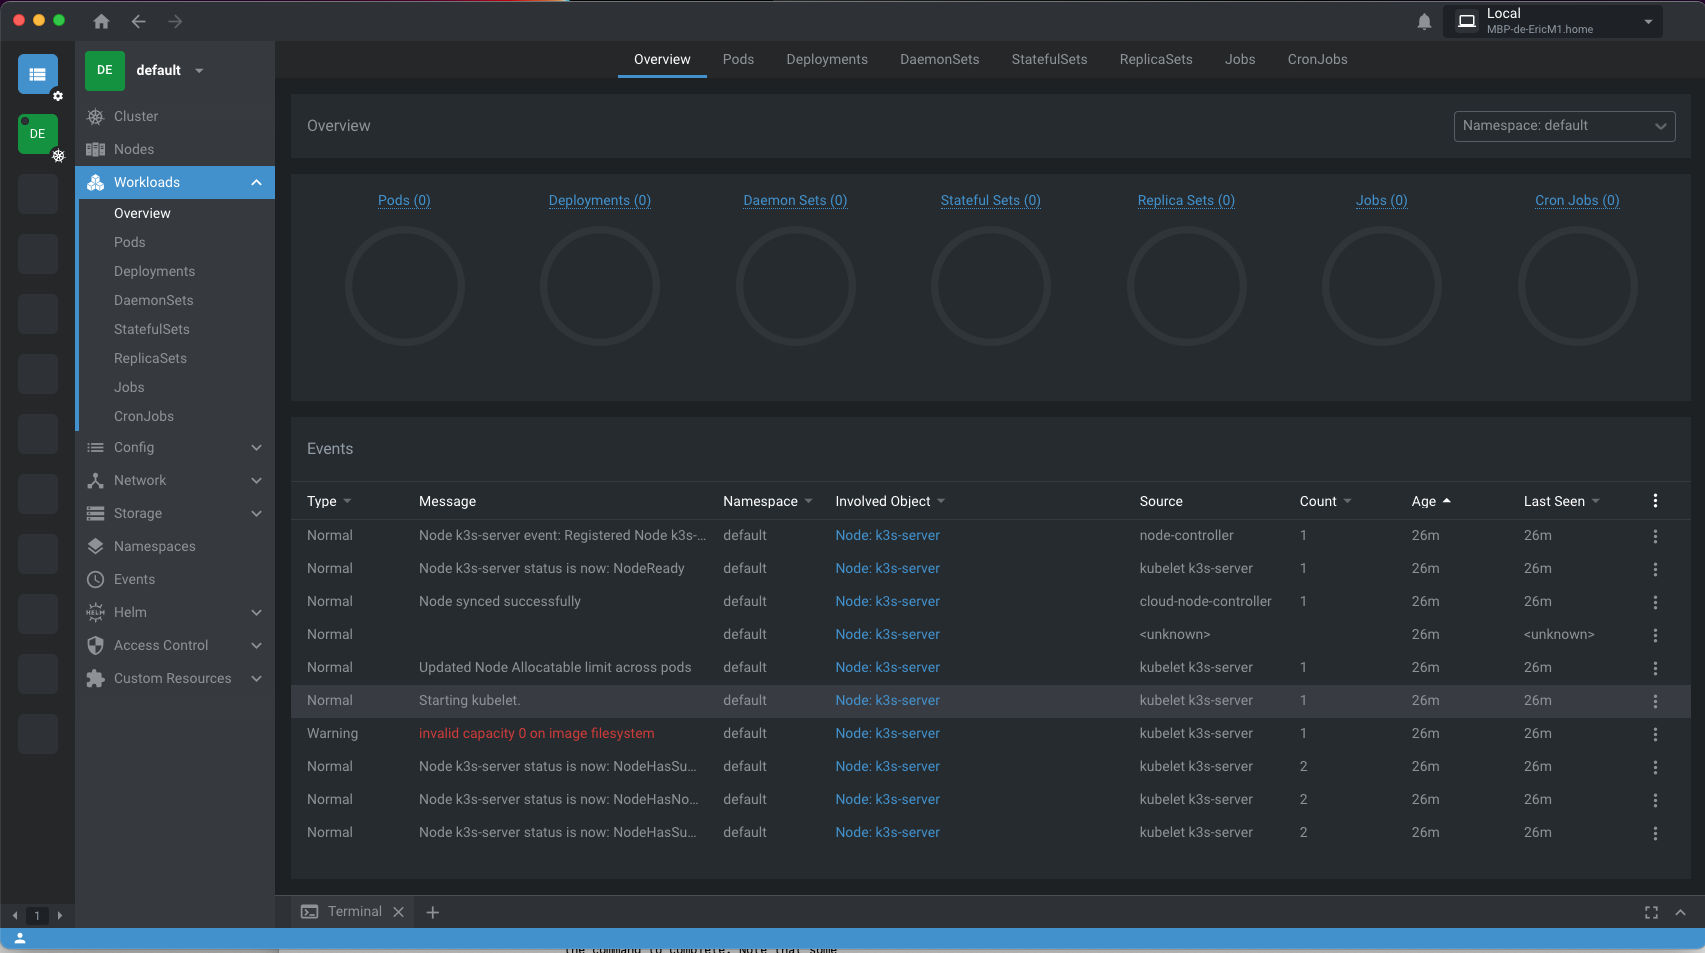 Local
MBP-de-EricM1.home
DE
default
Overview
Pods
Deployments
DaemonSets
StatefulSets
ReplicaSets
Jobs
CronJobs
DE
Cluster
Nodes
Workloads
Overview
Pods
Deployments
DaemonSets
StatefulSets
ReplicaSets
Jobs
CronJobs
Config
Network
Storage
Namespaces
Events
HELM
Helm
Access Control
Custom Resources
Overview
Namespace: default
Pods (0) Deployments (0) Daemon Sets (0) Stateful Sets (0) Replica Sets (0) Jobs (0) Cron Jobs (0)
Events
Type Message Namespace Involved Object Source Count Age Last Seen
Normal Node k3s-server event: Registered Node k3s-... default Node: k3s-server node-controller 1 26m 26m
Normal Node k3s-server status is now: NodeReady default Node: k3s-server kubelet k3s-server 1 26m 26m
Normal Node synced successfully default Node: k3s-server cloud-node-controller 1 26m 26m
Normal default Node: k3s-server <unknown> 26m <unknown>
Normal Updated Node Allocatable limit across pods default Node: k3s-server kubelet k3s-server 1 26m 26m
Normal Starting kubelet. default Node: k3s-server kubelet k3s-server 1 26m 26m
Warning invalid capacity 0 on image filesystem default Node: k3s-server kubelet k3s-server 1 26m 26m
Normal Node k3s-server status is now: NodeHasSu... default Node: k3s-server kubelet k3s-server 2 26m 26m
Normal Node k3s-server status is now: NodeHasNo... default Node: k3s-server kubelet k3s-server 2 26m 26m
Normal Node k3s-server status is now: NodeHasSu... default Node: k3s-server kubelet k3s-server 2 26m 26m
1
Terminal
the command to complete. Note that some